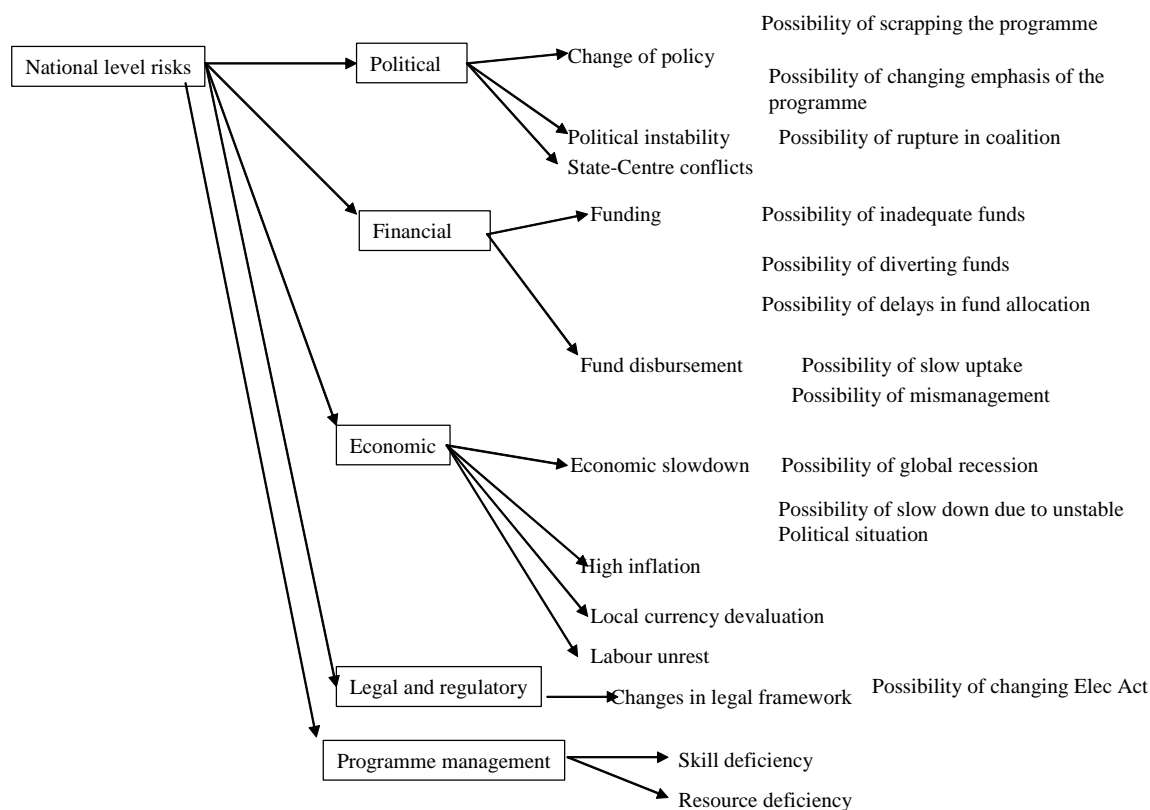 Possibility of scrapping the programme
National level risks
Political
Change of policy
Possibility of changing emphasis of the
programme
Political instability
Possibility of rupture in coalition
State-Centre conflicts
Financial
Funding
Possibility of inadequate funds
Possibility of diverting funds
Possibility of delays in fund allocation
Fund disbursement
Possibility of slow uptake
Possibility of mismanagement
Economic
Economic slowdown
Possibility of global recession
Possibility of slow down due to unstable
Political situation
High inflation
Local currency devaluation
Labour unrest
Legal and regulatory
Changes in legal framework
Possibility of changing Elec Act
Programme management
Skill deficiency
Resource deficiency